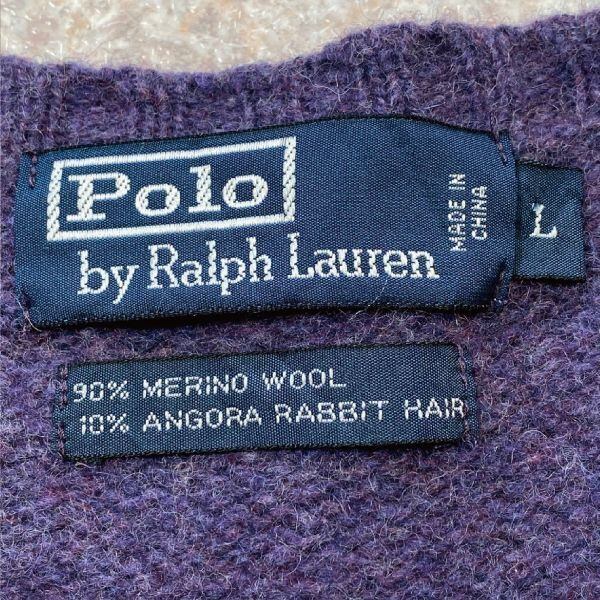 Polo
by Ralph Lauren
MADE IN
CHINA
L
90% MERINO WOOL
10% ANGORA RABBIT HAIR